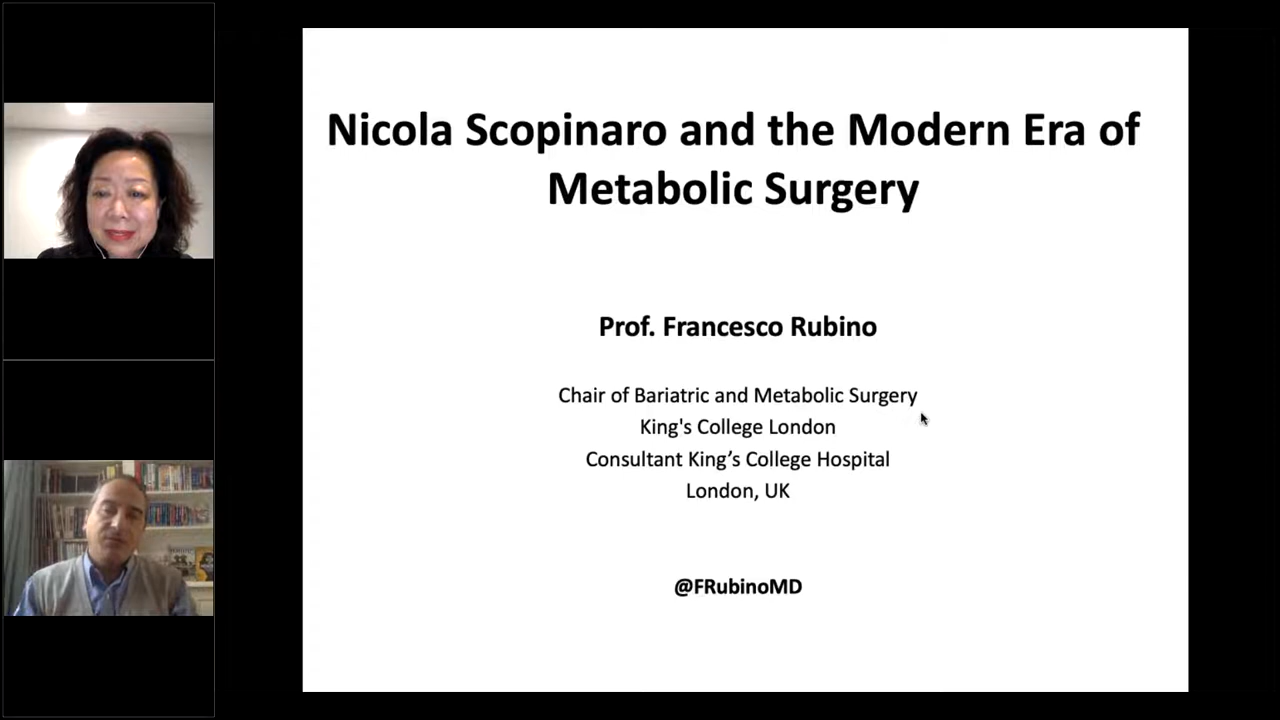 Nicola Scopinaro and the Modern Era of
Metabolic Surgery
Prof. Francesco Rubino
Chair of Bariatric and Metabolic Surgery
King's College London
Consultant King’s College Hospital
London, UK
@FRubinoMD